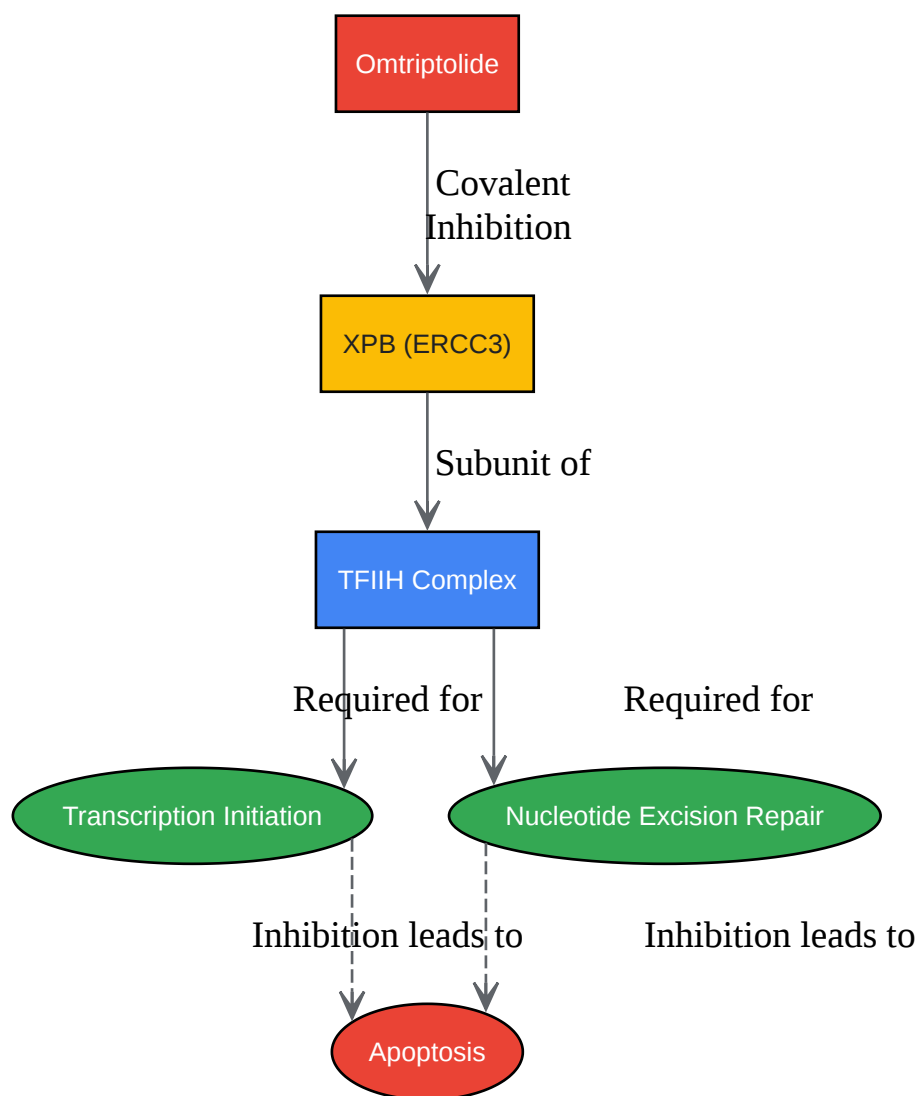 Omtriptolide
Covalent
Inhibition
XPB (ERCC3)
Subunit of
TFIIH Complex
Required for
Required for
Transcription Initiation
Nucleotide Excision Repair
Inhibition leads to
Inhibition leads to
Apoptosis